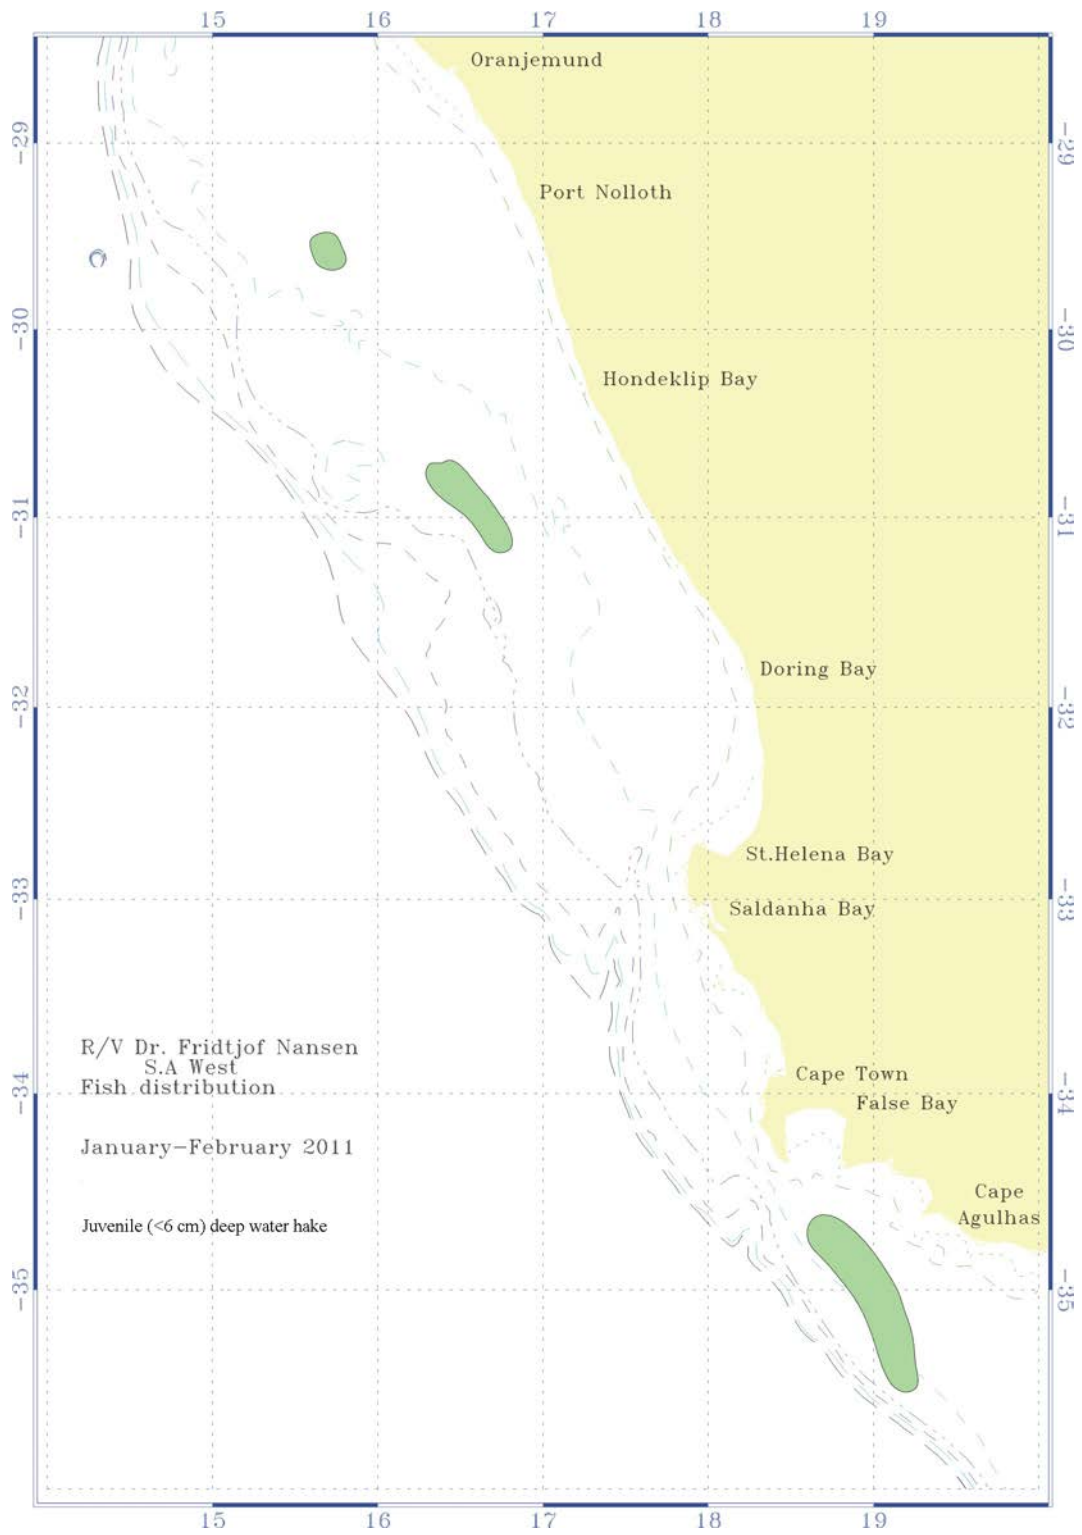 15 16 17 18 19
Oranjemund
-29 -29
Port Nolloth
-30 -30
Hondeklip Bay
-31 -31
Doring Bay
-32 -32
St.Helena Bay
-33 -33
Saldanha Bay
R/V Dr. Fridtjof Nansen
S.A West
Fish distribution
Cape Town
-34 -34
False Bay
January-February 2011
Cape
Agulhas
Juvenile (<6 cm) deep water hake
-35 -35
15 16 17 18 19